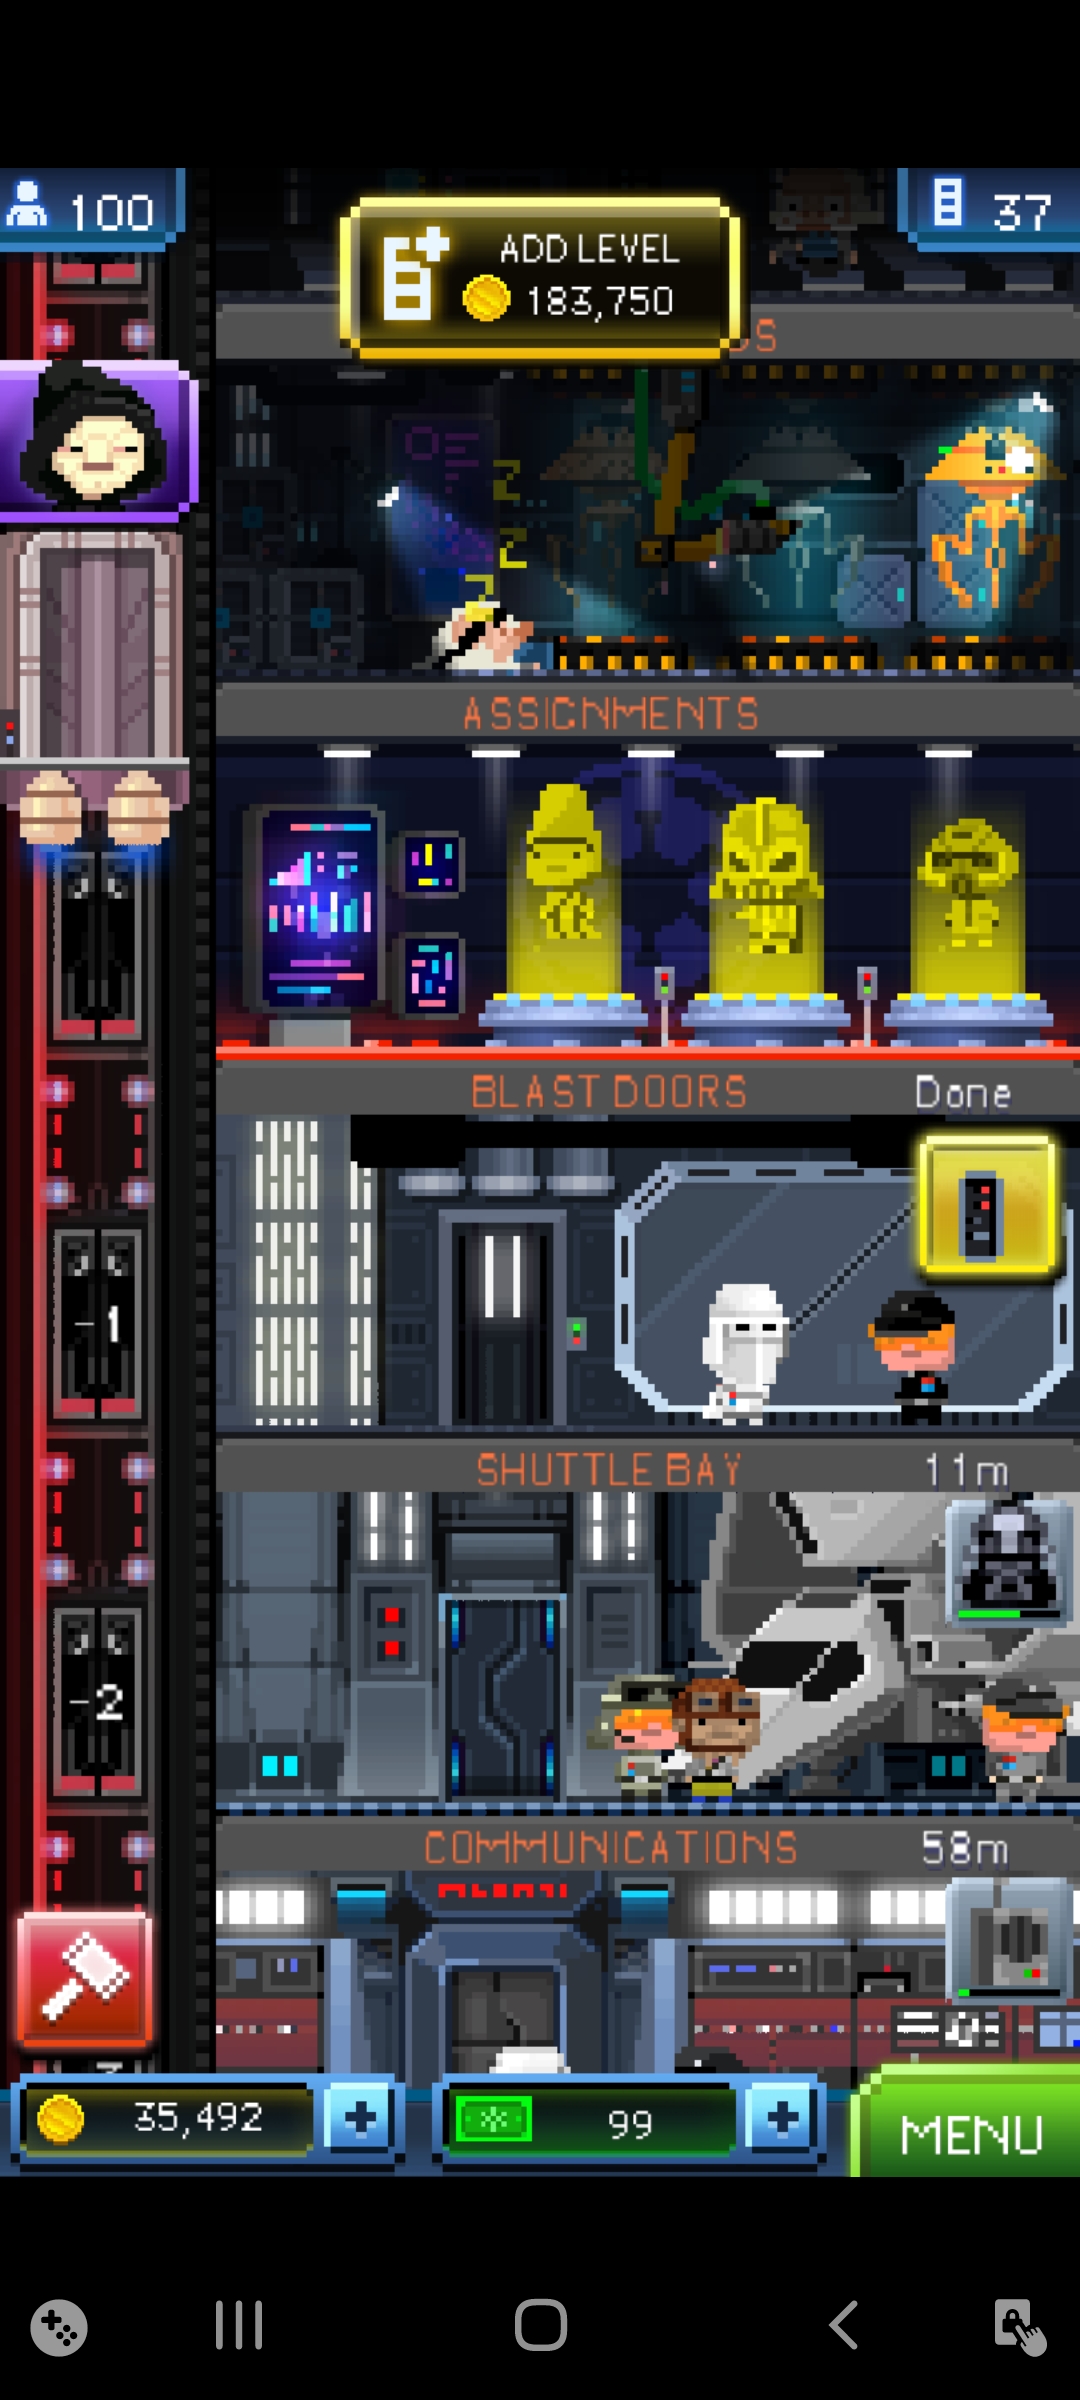 100
37
ADD LEVEL
183,750
DS
Z
Z
Z
ASSIGNMENTS
BLAST DOORS Done
-1
SHUTTLE BAY 11m
-2
COMMUNICATIONS 58m
35,492
99
MENU